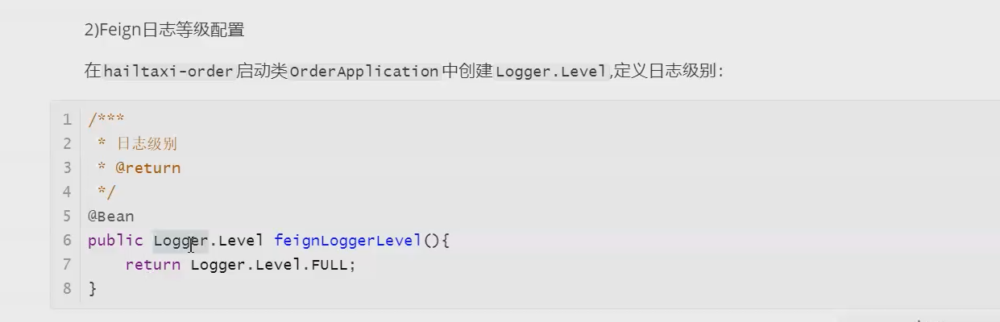 2)Feign日志等级配置
在hailtaxi-order启动类OrderApplication中创建Logger.Level,定义日志级别:
1 /***
2  * 日志级别
3  * @return
4  */
5 @Bean
6 public Logger.Level feignLoggerLevel(){
7     return Logger.Level.FULL;
8 }